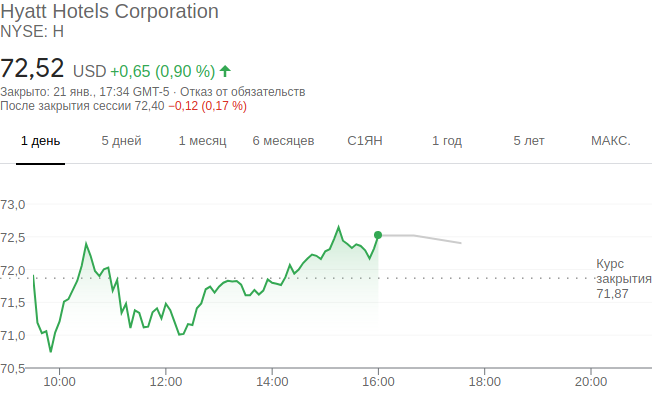 Hyatt Hotels Corporation
NYSE: H
72,52 USD +0,65 (0,90 %)
Закрыто: 21 янв., 17:34 GMT-5 · Отказ от обязательств
После закрытия сессии 72,40 −0,12 (0,17 %)
1 день 5 дней 1 месяц 6 месяцев С1ЯН 1 год 5 лет МАКС.
73,0
72,5
72,0
71,5
71,0
70,5
Курс
закрытия
71,87
10:00 12:00 14:00 16:00 18:00 20:00